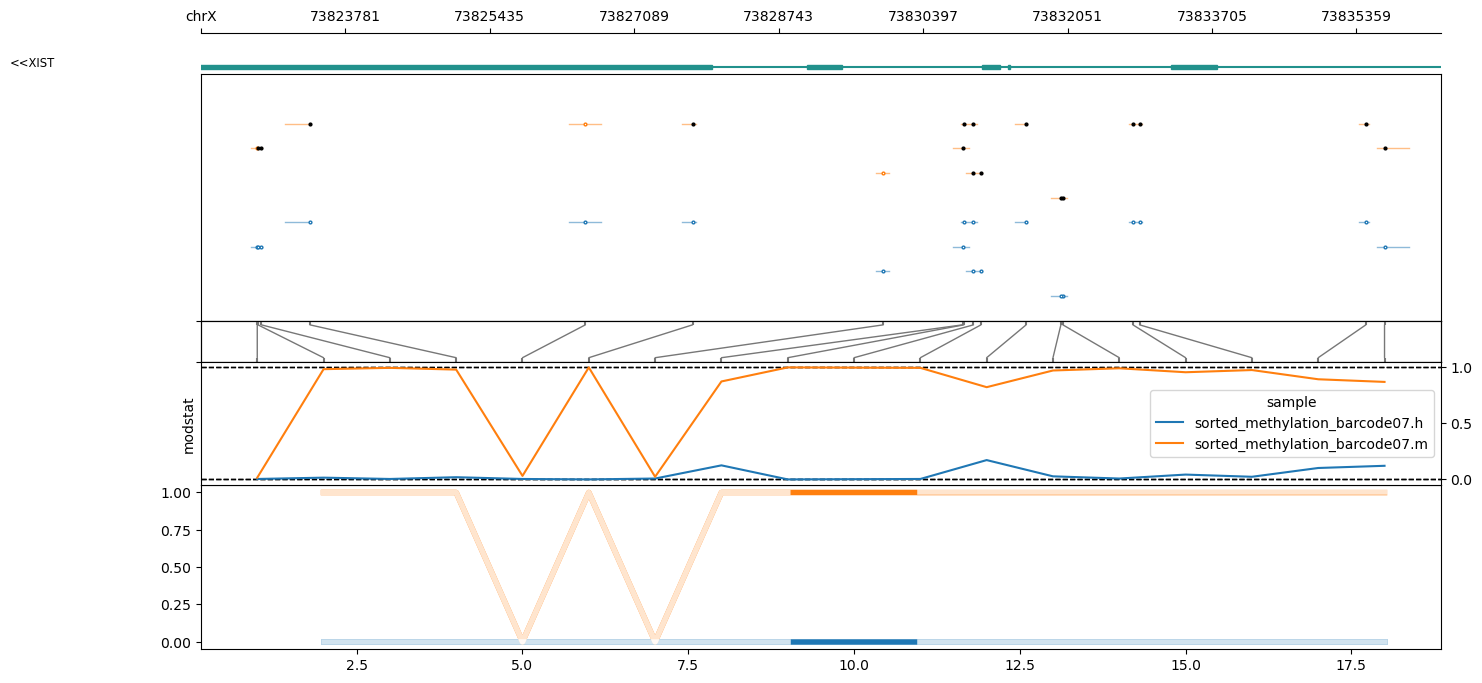 chrX 73823781 73825435 73827089 73828743 73830397 73832051 73833705 73835359
<<XIST
1.0
modstat
sample
sorted_methylation_barcode07.h
0.5
sorted_methylation_barcode07.m
0.0
1.00
0.75
0.50
0.25
0.00
2.5 5.0 7.5 10.0 12.5 15.0 17.5